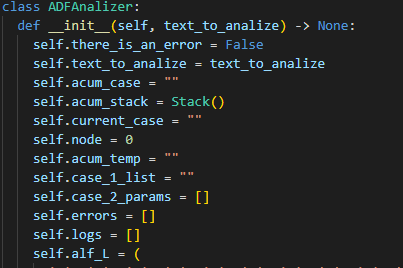 class ADFAnalizer:
def __init__(self, text_to_analize) -> None:
self.there_is_an_error = False
self.text_to_analize = text_to_analize
self.acum_case = ""
self.acum_stack = Stack()
self.current_case = ""
self.node = 0
self.acum_temp = ""
self.case_1_list = ""
self.case_2_params = []
self.errors = []
self.logs = []
self.alf_L = (